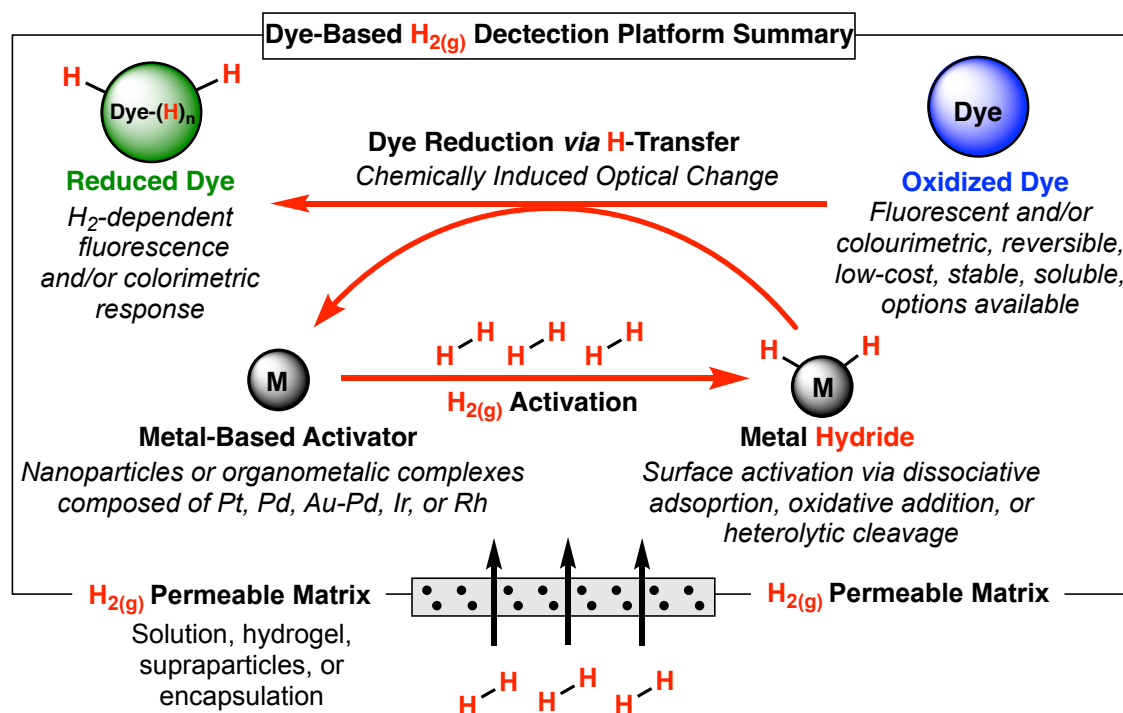 Dye-Based H2(g) Dectection Platform Summary
H
H
Dye-(H)n
Reduced Dye
H2-dependent
fluorescence
and/or colorimetric
response
Dye Reduction via H-Transfer
Chemically Induced Optical Change
Dye
Oxidized Dye
Fluorescent and/or
colourimetric, reversible,
low-cost, stable, soluble,
options available
M
Metal-Based Activator
Nanoparticles or organometalic complexes
composed of Pt, Pd, Au-Pd, Ir, or Rh
H H H
H H H
H2(g) Activation
H H
M
Metal Hydride
Surface activation via dissociative
adsoprtion, oxidative addition, or
heterolytic cleavage
H2(g) Permeable Matrix
Solution, hydrogel,
supraparticles, or
encapsulation
H2(g) Permeable Matrix
H H H
H H H